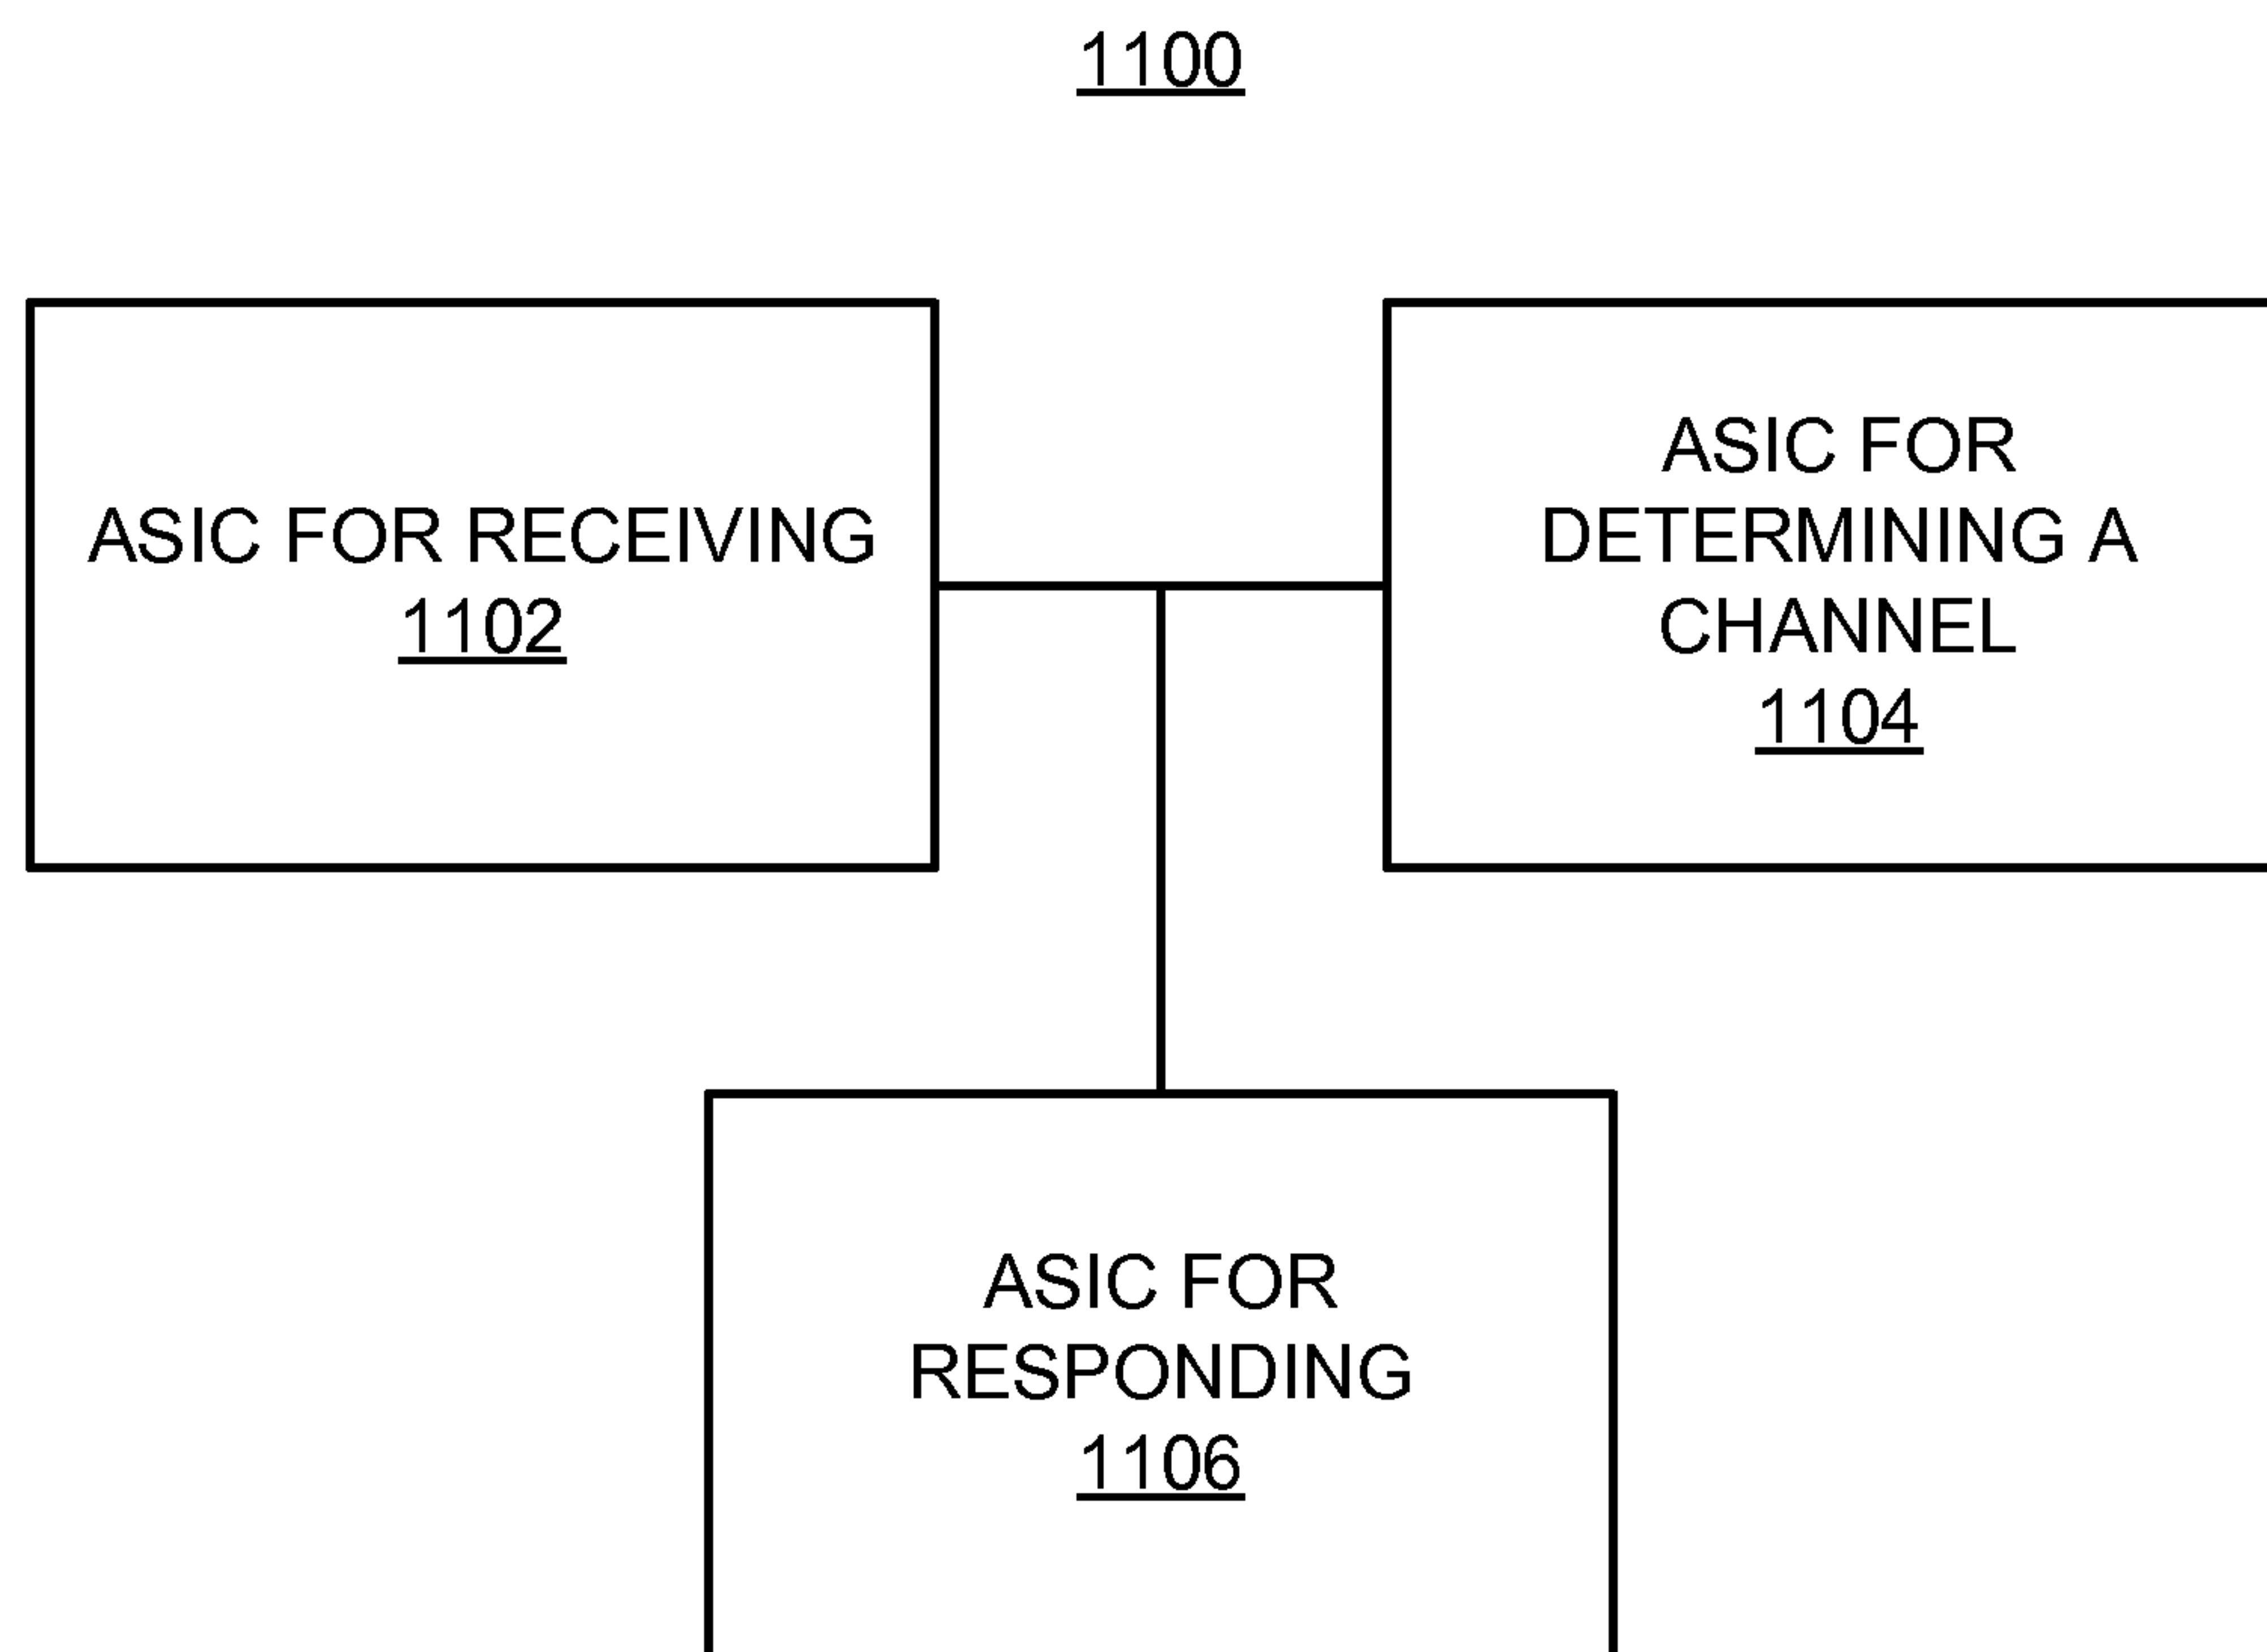 1100
ASIC FOR RECEIVING
1102
ASIC FOR
DETERMINING A
CHANNEL
1104
ASIC FOR
RESPONDING
1106